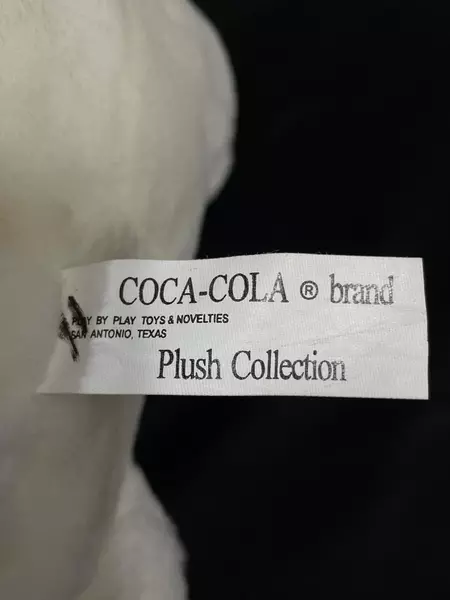 COCA-COLA ® brand
PLAY BY PLAY TOYS & NOVELTIES
SAN ANTONIO, TEXAS
Plush Collection